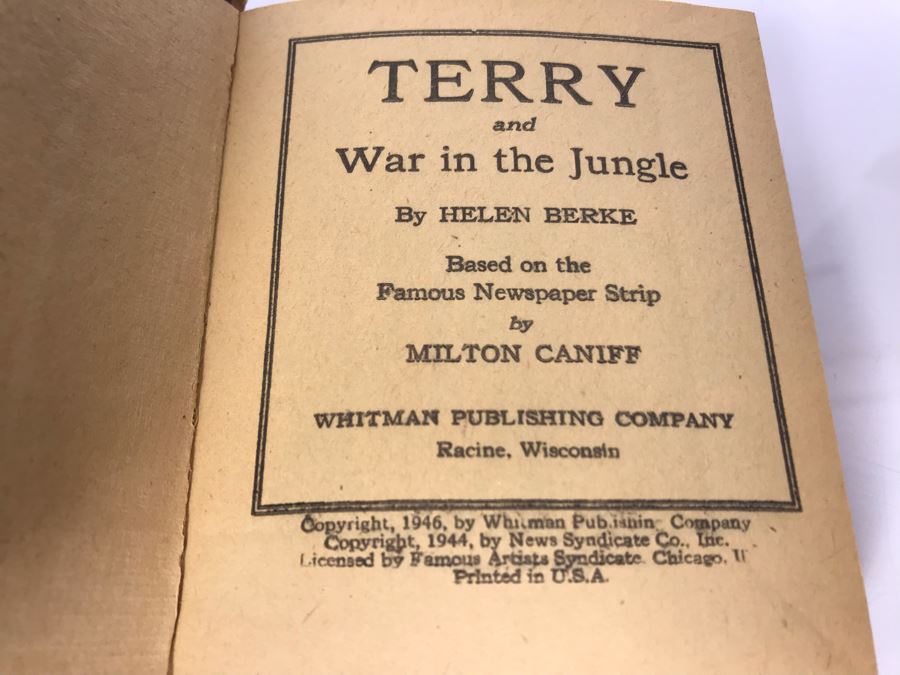 TERRY
and
War in the Jungle
By HELEN BERKE
Based on the
Famous Newspaper Strip
by
MILTON CANIFF
WHITMAN PUBLISHING COMPANY
Racine, Wisconsin
Copyright, 1946, by Whitman Publishing Company
Copyright, 1944, by News Syndicate Co., Inc.
Licensed by Famous Artists Syndicate. Chicago,
Printed in U.S.A.